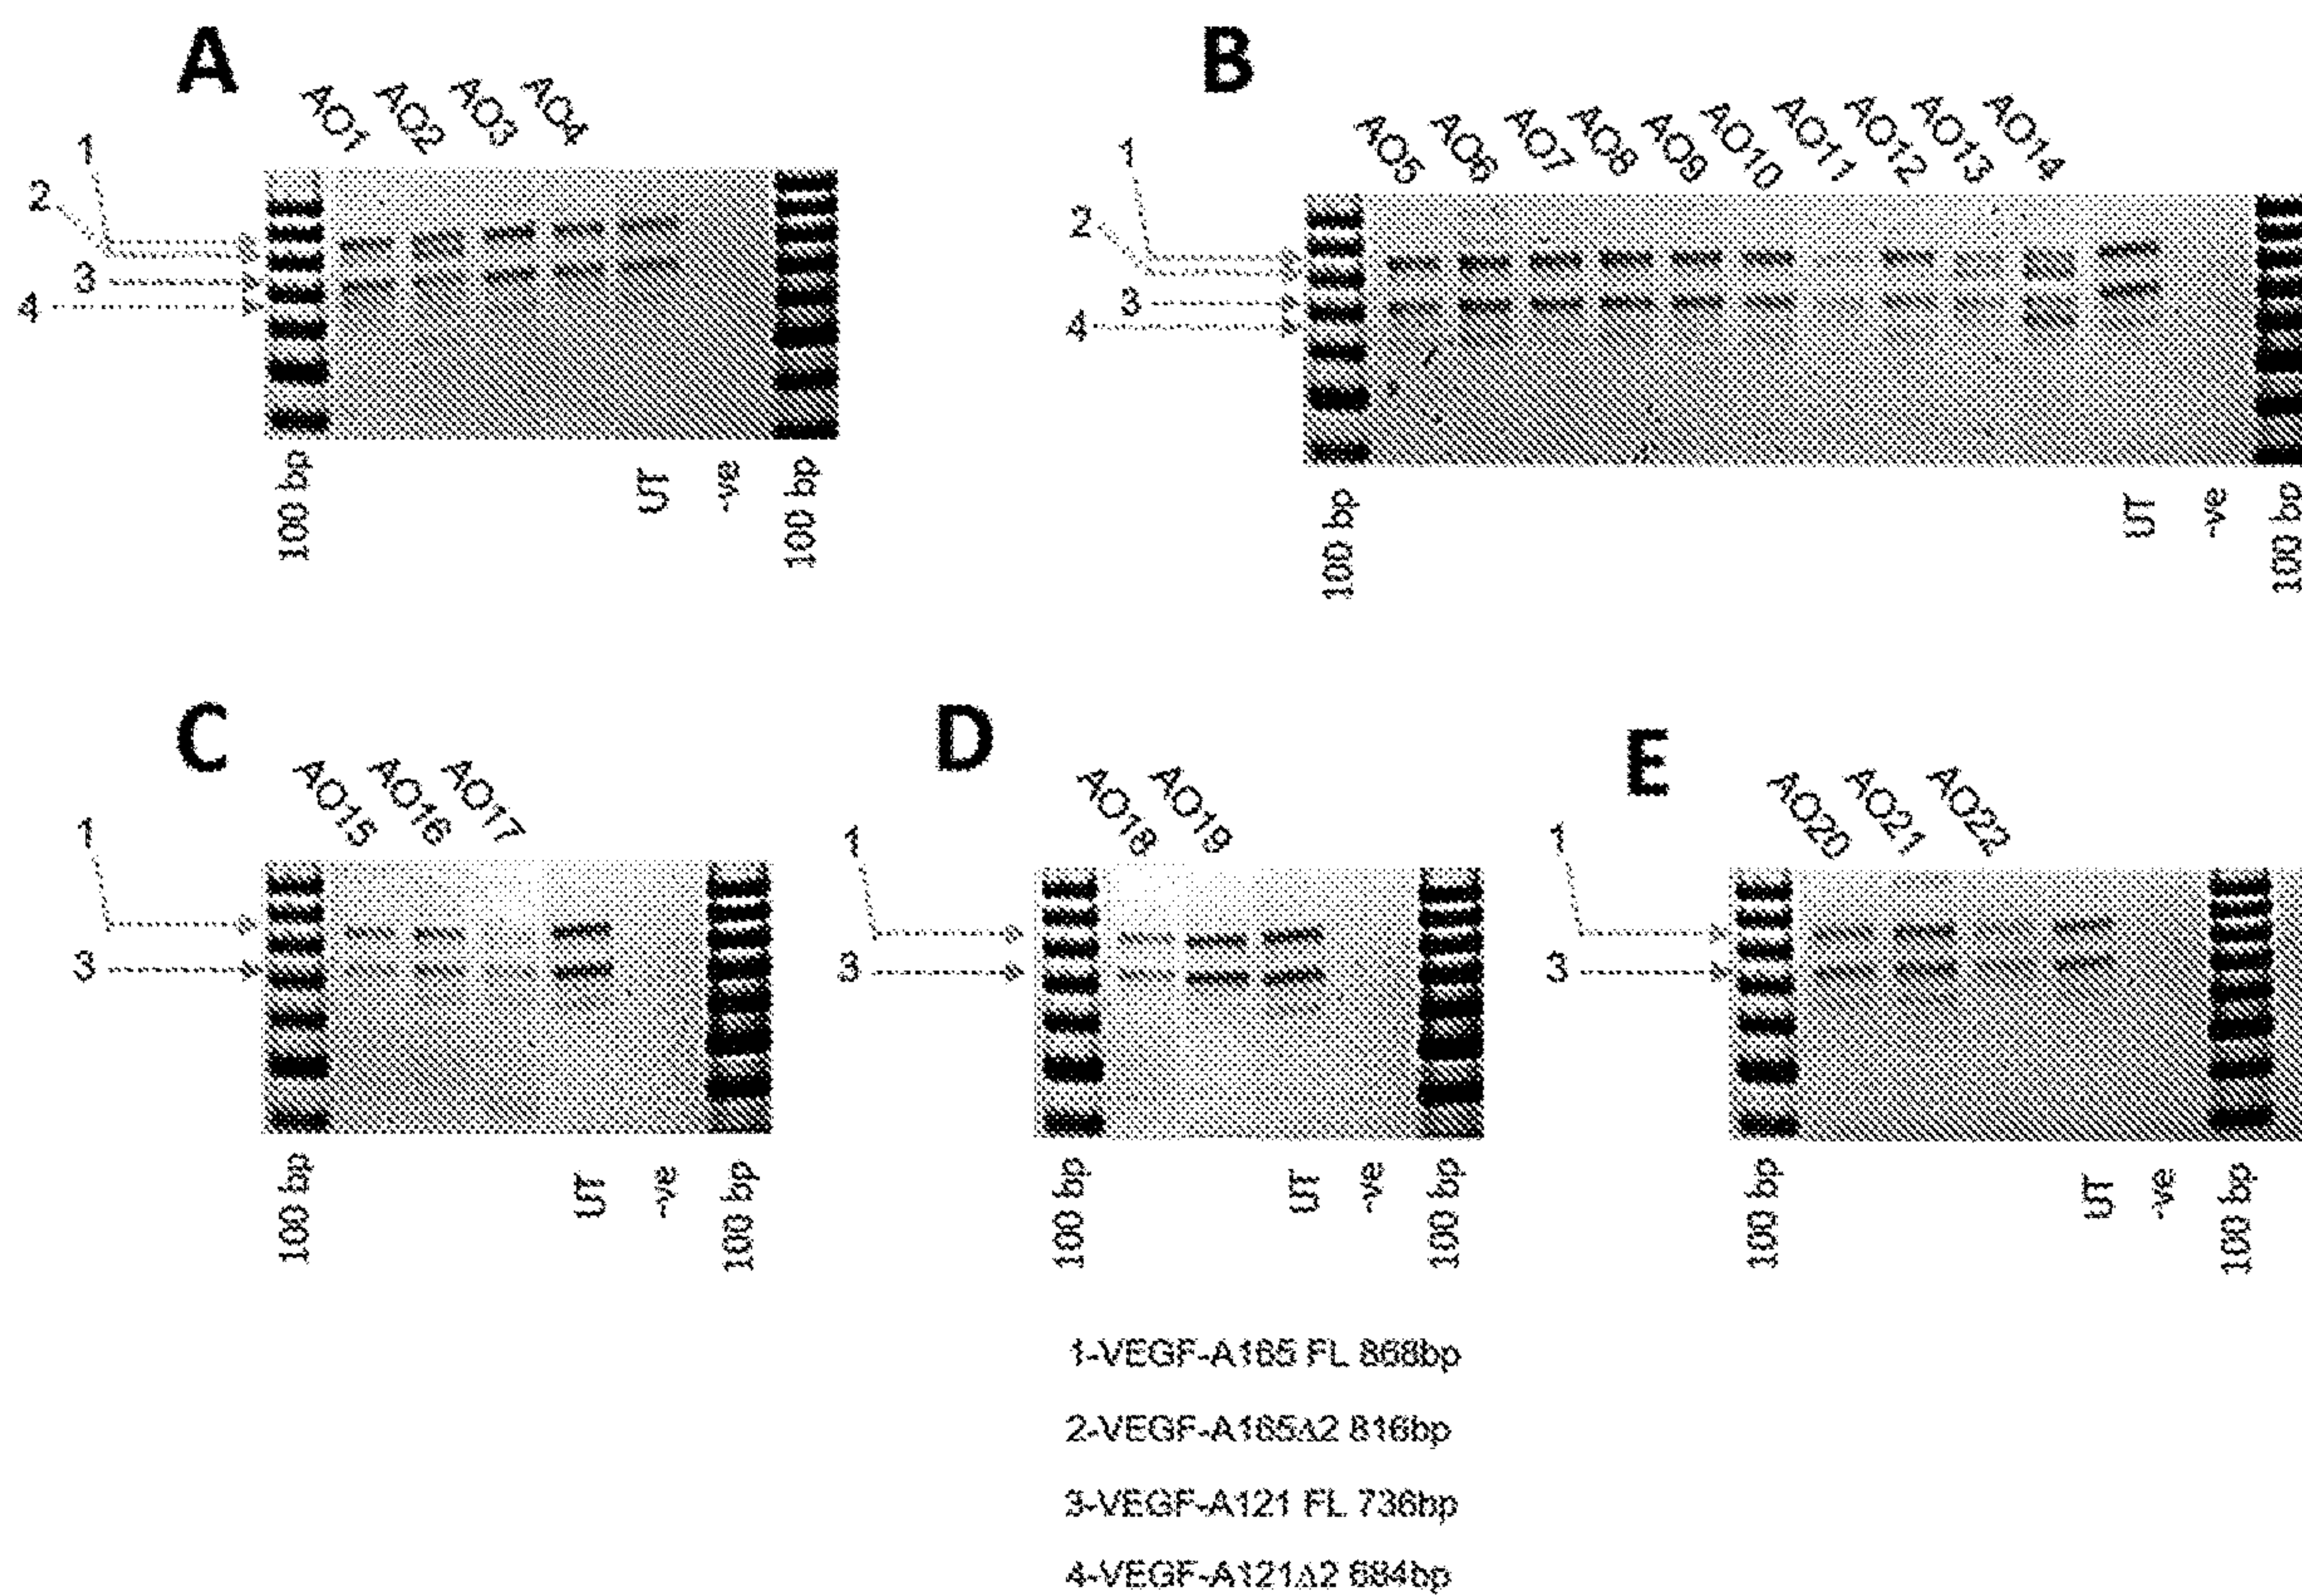 A
AO1 AO2 AO3 AO4
1
2
3
4
100 bp UT -ve 100 bp
B
AO5 AO6 AO7 AO8 AO9 AO10 AO11 AO12 AO13 AO14
1
2
3
4
100 bp UT -ve 100 bp
C
AO15 AO16 AO17
1
3
100 bp UT -ve 100 bp
D
AO18 AO19
1
3
100 bp UT -ve 100 bp
E
AO20 AO21 AO22
1
3
100 bp UT -ve 100 bp
1-VEGF-A165 FL 868bp
2-VEGF-A165Δ2 816bp
3-VEGF-A121 FL 736bp
4-VEGF-A121Δ2 684bp